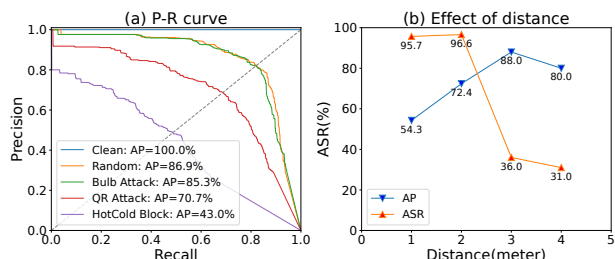 (a) P-R curve
1.0
0.8
0.6
0.4
0.2
0.0
Precision
Clean: AP=100.0%
Random: AP=86.9%
Bulb Attack: AP=85.3%
QR Attack: AP=70.7%
HotCold Block: AP=43.0%
0.0 0.2 0.4 0.6 0.8 1.0
Recall
(b) Effect of distance
100
80
60
40
20
0
ASR(%)
95.7
96.6
36.0
31.0
54.3
72.4
88.0
80.0
AP
ASR
0 1 2 3 4 5
Distance(meter)